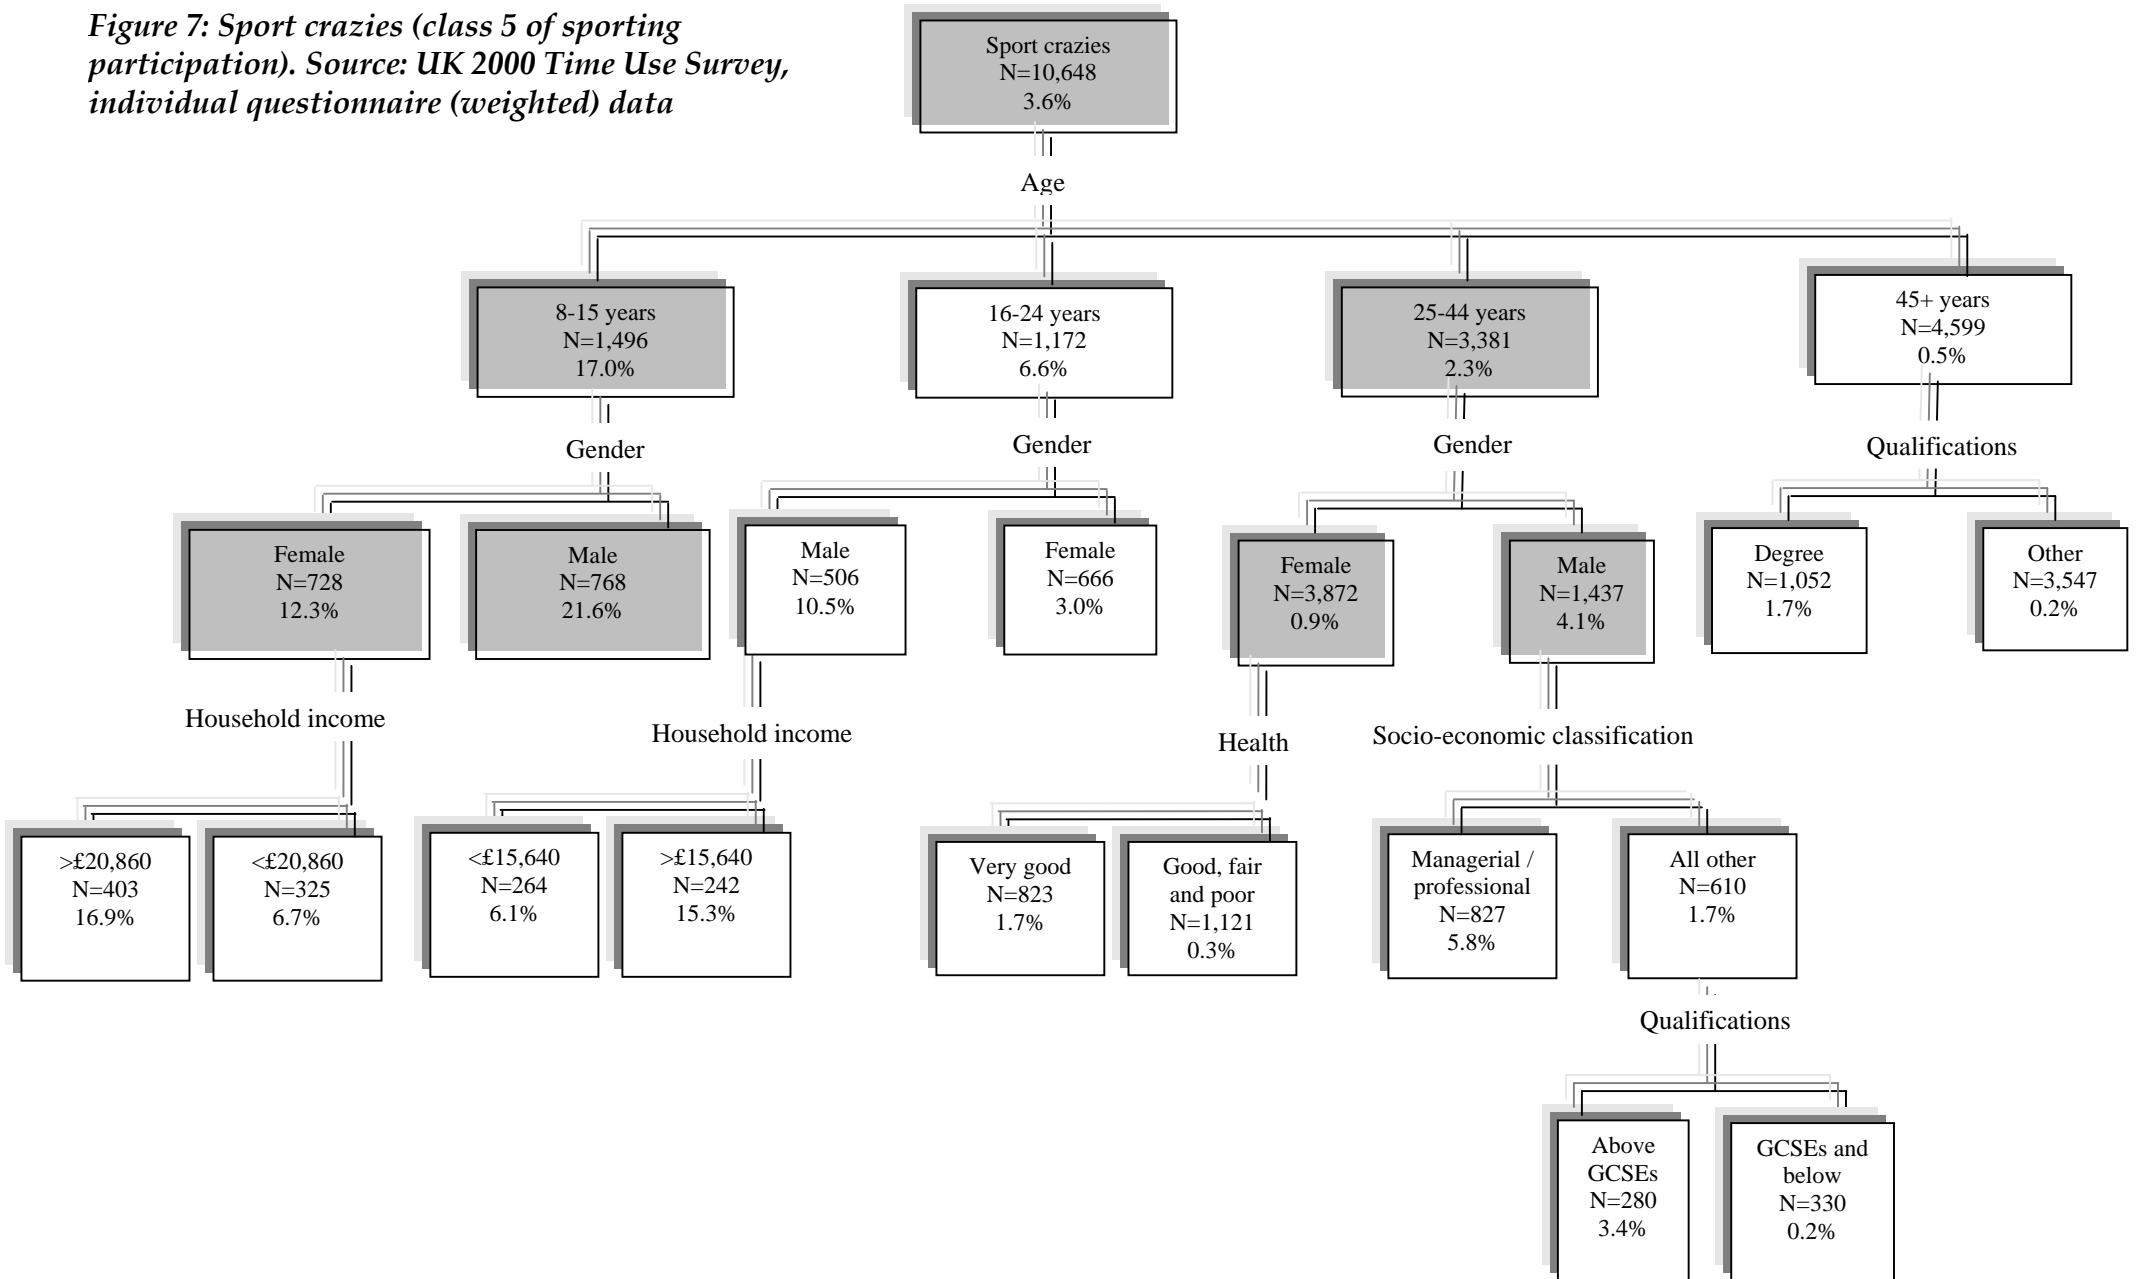 Figure 7: Sport crazies (class 5 of sporting
participation). Source: UK 2000 Time Use Survey,
individual questionnaire (weighted) data
Sport crazies
N=10,648
3.6%
Age
8-15 years
N=1,496
17.0%
16-24 years
N=1,172
6.6%
25-44 years
N=3,381
2.3%
45+ years
N=4,599
0.5%
Gender
Gender
Gender
Qualifications
Female
N=728
12.3%
Male
N=768
21.6%
Male
N=506
10.5%
Female
N=666
3.0%
Female
N=3,872
0.9%
Male
N=1,437
4.1%
Degree
N=1,052
1.7%
Other
N=3,547
0.2%
Household income
Household income
Health
Socio-economic classification
>£20,860
N=403
16.9%
<£20,860
N=325
6.7%
<£15,640
N=264
6.1%
>£15,640
N=242
15.3%
Very good
N=823
1.7%
Good, fair
and poor
N=1,121
0.3%
Managerial /
professional
N=827
5.8%
All other
N=610
1.7%
Qualifications
Above
GCSEs
N=280
3.4%
GCSEs and
below
N=330
0.2%